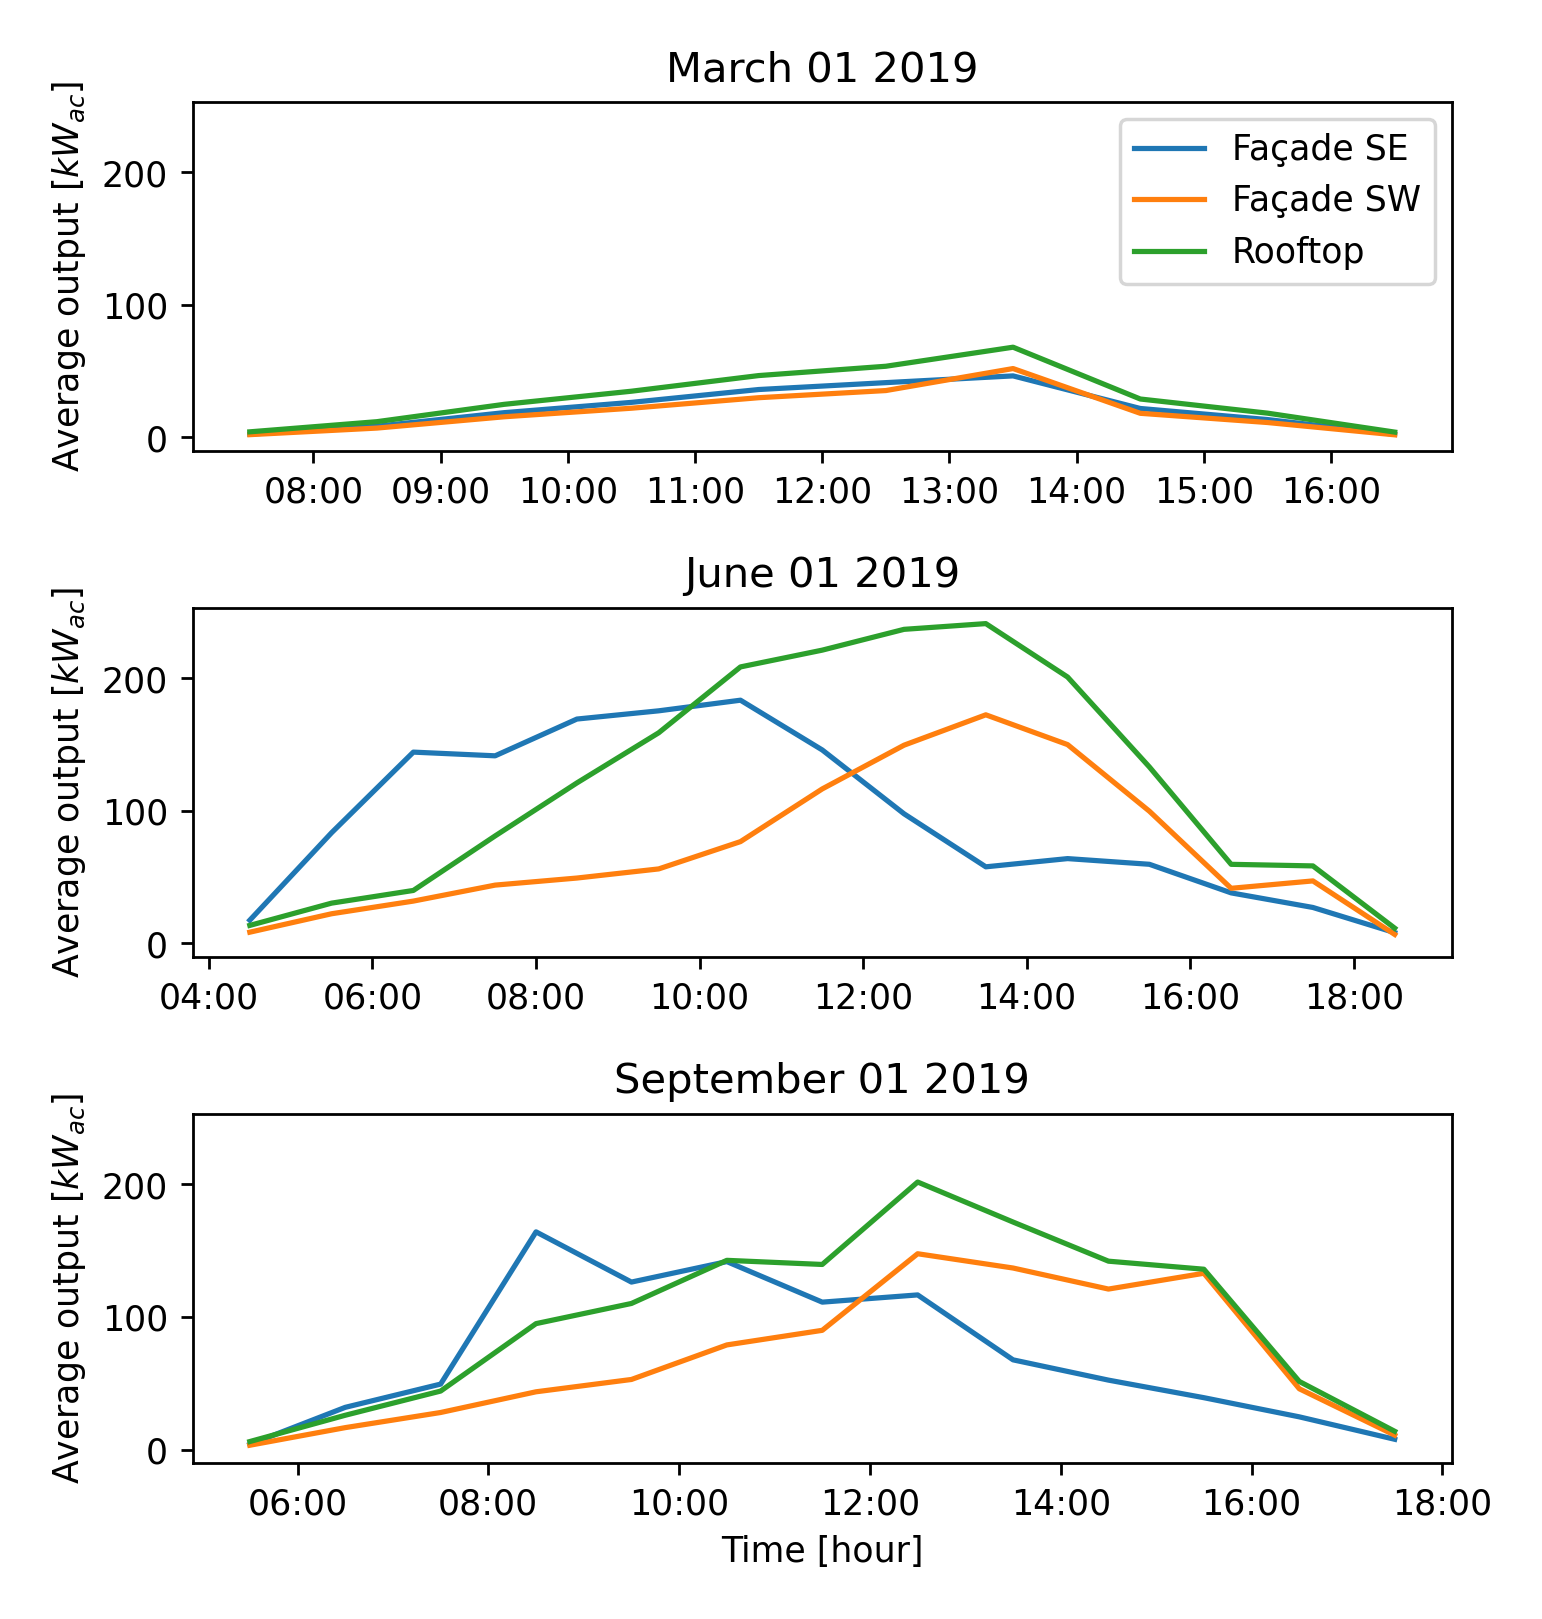 March 01 2019
Average output [kW_ac]
200
100
0
Façade SE
Façade SW
Rooftop
08:00 09:00 10:00 11:00 12:00 13:00 14:00 15:00 16:00
June 01 2019
Average output [kW_ac]
200
100
0
04:00 06:00 08:00 10:00 12:00 14:00 16:00 18:00
September 01 2019
Average output [kW_ac]
200
100
0
06:00 08:00 10:00 12:00 14:00 16:00 18:00
Time [hour]